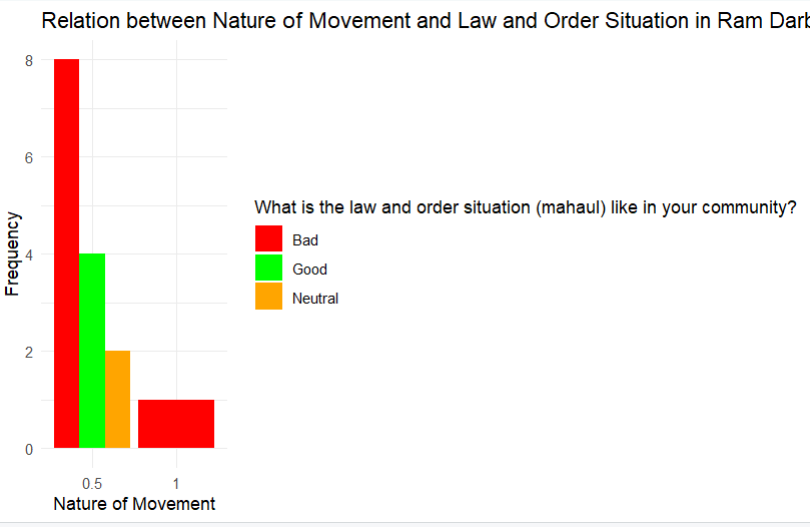 Relation between Nature of Movement and Law and Order Situation in Ram Darb
8
6
4
2
0
Frequency
0.5 1
Nature of Movement
What is the law and order situation (mahaul) like in your community?
Bad
Good
Neutral